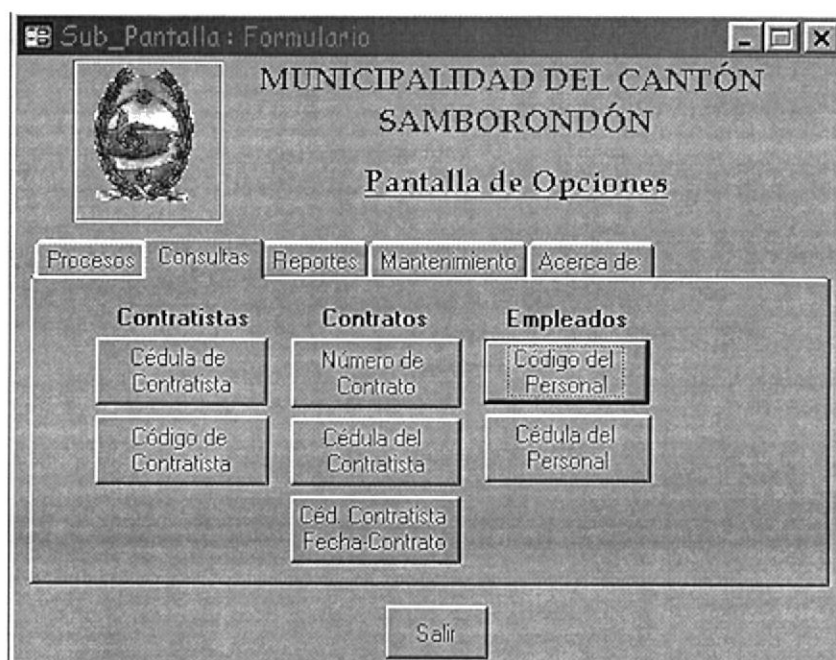 Sub_Pantalla : Formulario
MUNICIPALIDAD DEL CANTÓN
SAMBORONDÓN
Pantalla de Opciones
Procesos Consultas Reportes Mantenimiento Acerca de:
Contratistas Contratos Empleados
Cédula de
Contratista
Número de
Contrato
Código del
Personal
Código de
Contratista
Cédula del
Contratista
Cédula del
Personal
Céd. Contratista
Fecha-Contrato
Salir